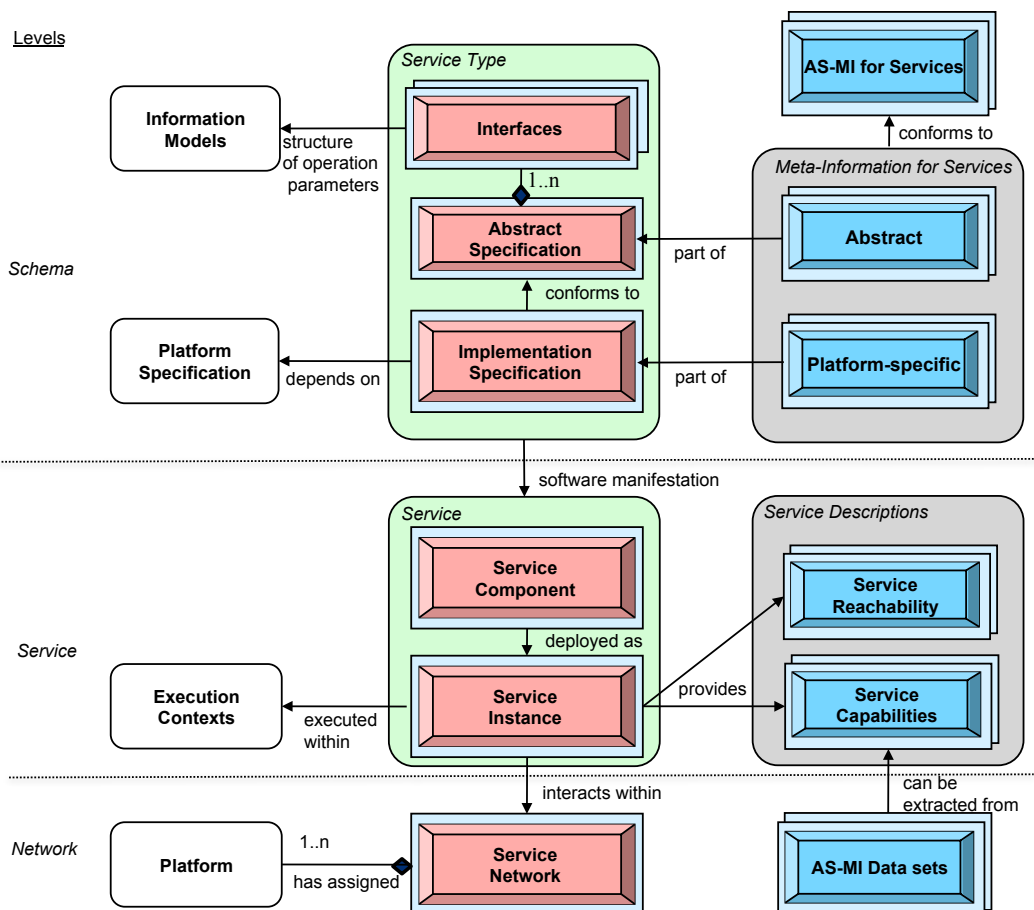 Levels
Service Type
AS-MI for Services
Information
Models
Interfaces
structure
of operation
parameters
conforms to
Meta-Information for Services
1..n
Abstract
Specification
part of
Abstract
Schema
conforms to
Platform
Specification
depends on
Implementation
Specification
part of
Platform-specific
software manifestation
Service
Service Descriptions
Service
Component
Service
Reachability
deployed as
Service
Execution
Contexts
executed
within
Service
Instance
provides
Service
Capabilities
interacts within
can be
extracted from
Network
Platform
1..n
has assigned
Service
Network
AS-MI Data sets